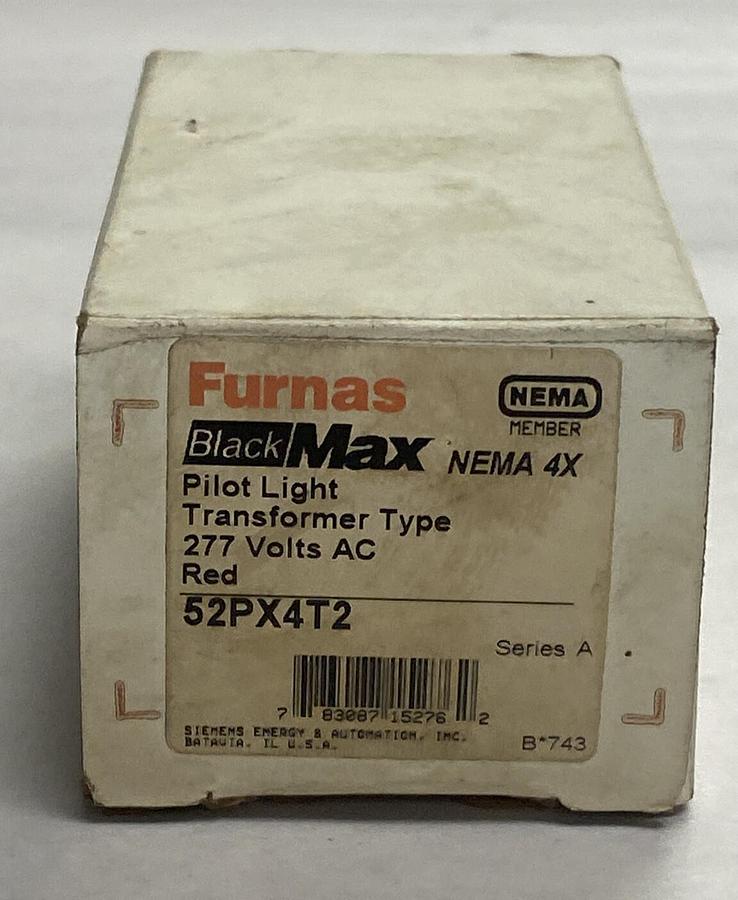 Furnas
NEMA
MEMBER
BlackMax NEMA 4X
Pilot Light
Transformer Type
277 Volts AC
Red
52PX4T2
Series A
7 83087 15276 2
SIEMENS ENERGY & AUTOMATION, INC.
BATAVIA, IL U.S.A.
B*743